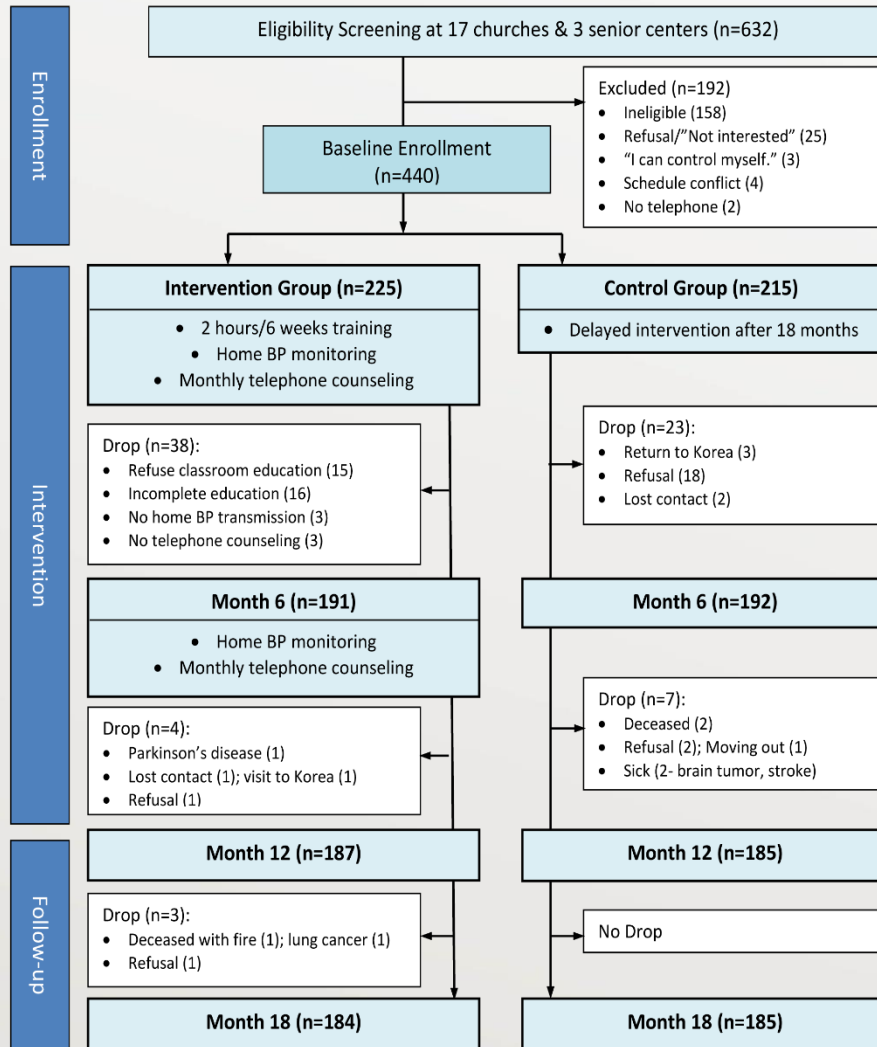 Enrollment
Eligibility Screening at 17 churches & 3 senior centers (n=632)
Excluded (n=192)
• Ineligible (158)
• Refusal/"Not interested" (25)
• "I can control myself." (3)
• Schedule conflict (4)
• No telephone (2)
Baseline Enrollment
(n=440)
Intervention
Intervention Group (n=225)
• 2 hours/6 weeks training
• Home BP monitoring
• Monthly telephone counseling
Control Group (n=215)
• Delayed intervention after 18 months
Drop (n=38):
• Refuse classroom education (15)
• Incomplete education (16)
• No home BP transmission (3)
• No telephone counseling (3)
Drop (n=23):
• Return to Korea (3)
• Refusal (18)
• Lost contact (2)
Month 6 (n=191)
• Home BP monitoring
• Monthly telephone counseling
Month 6 (n=192)
Drop (n=4):
• Parkinson's disease (1)
• Lost contact (1); visit to Korea (1)
• Refusal (1)
Drop (n=7):
• Deceased (2)
• Refusal (2); Moving out (1)
• Sick (2- brain tumor, stroke)
Follow-up
Month 12 (n=187)
Month 12 (n=185)
Drop (n=3):
• Deceased with fire (1); lung cancer (1)
• Refusal (1)
No Drop
Month 18 (n=184)
Month 18 (n=185)